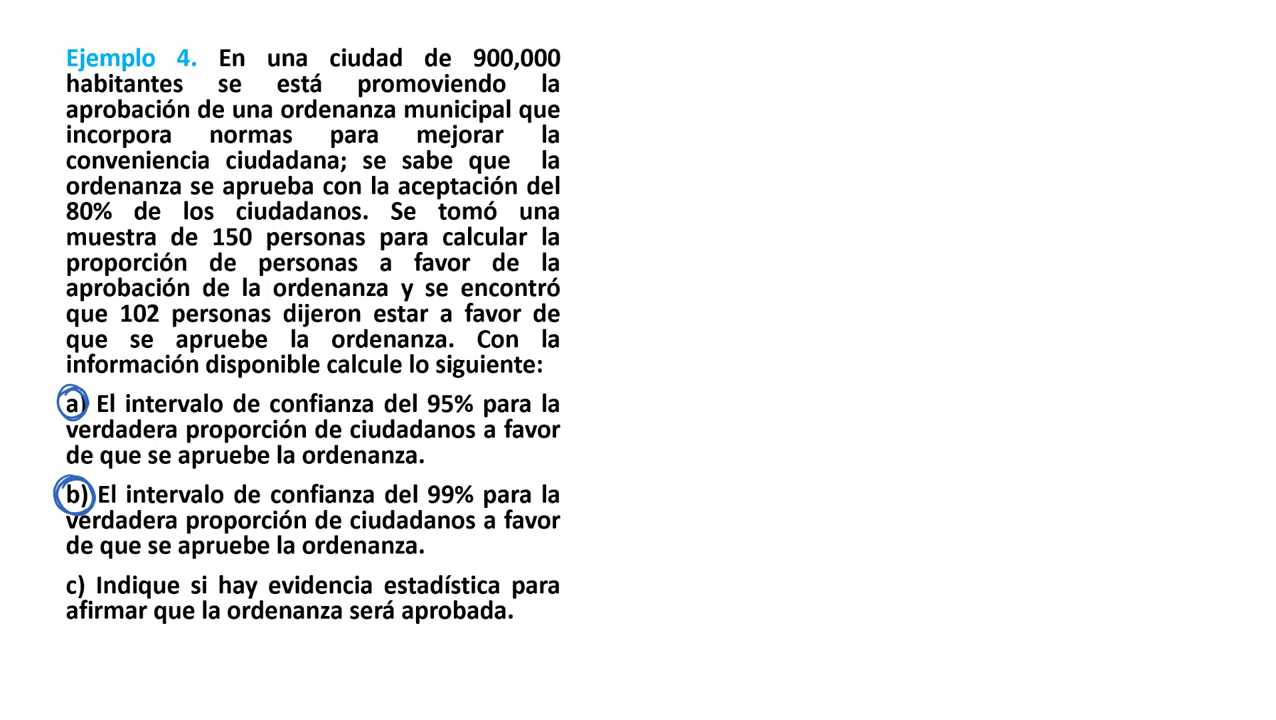 Ejemplo 4. En una ciudad de 900,000
habitantes se está promoviendo la
aprobación de una ordenanza municipal que
incorpora normas para mejorar la
conveniencia ciudadana; se sabe que la
ordenanza se aprueba con la aceptación del
80% de los ciudadanos. Se tomó una
muestra de 150 personas para calcular la
proporción de personas a favor de la
aprobación de la ordenanza y se encontró
que 102 personas dijeron estar a favor de
que se apruebe la ordenanza. Con la
información disponible calcule lo siguiente:
a) El intervalo de confianza del 95% para la
verdadera proporción de ciudadanos a favor
de que se apruebe la ordenanza.
b) El intervalo de confianza del 99% para la
verdadera proporción de ciudadanos a favor
de que se apruebe la ordenanza.
c) Indique si hay evidencia estadística para
afirmar que la ordenanza será aprobada.